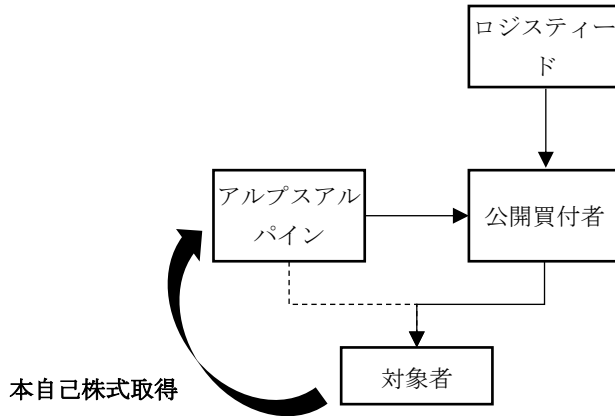 ロジスティー
ド
アルプスアル
パイン
公開買付者
対象者
本自己株式取得